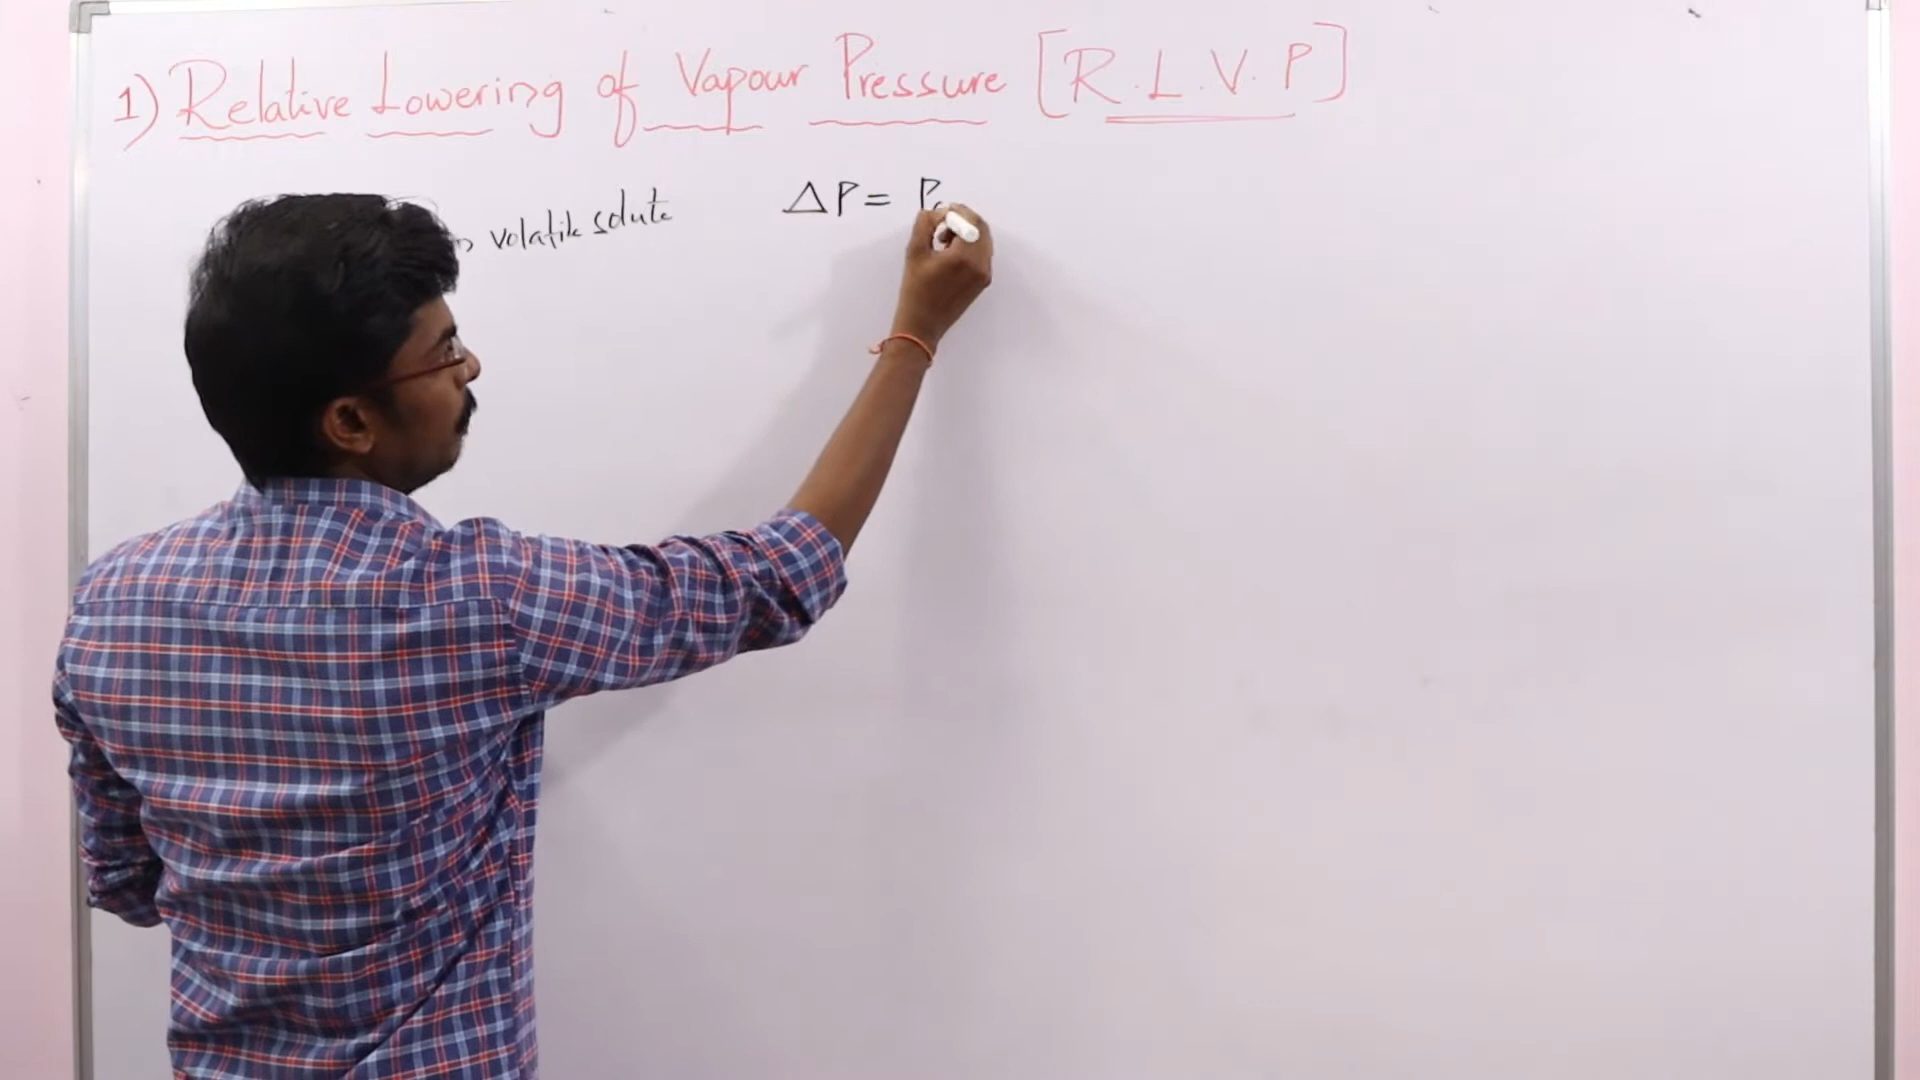 1) Relative Lowering of Vapour Pressure [R.L.V.P]
volatile solute
ΔP = P